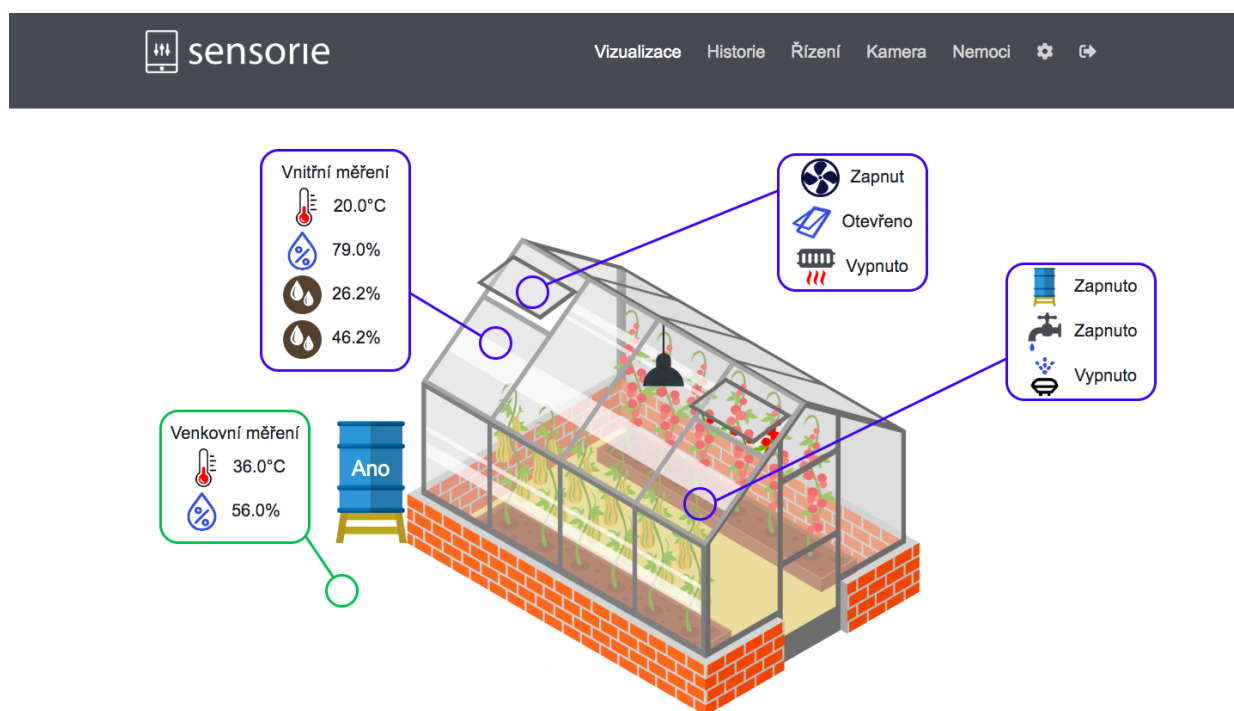 sensorie
Vizualizace Historie Řízení Kamera Nemoci
Vnitřní měření
20.0°C
79.0%
26.2%
46.2%
Zapnut
Otevřeno
Vypnuto
Zapnuto
Zapnuto
Vypnuto
Venkovní měření
36.0°C
56.0%
Ano